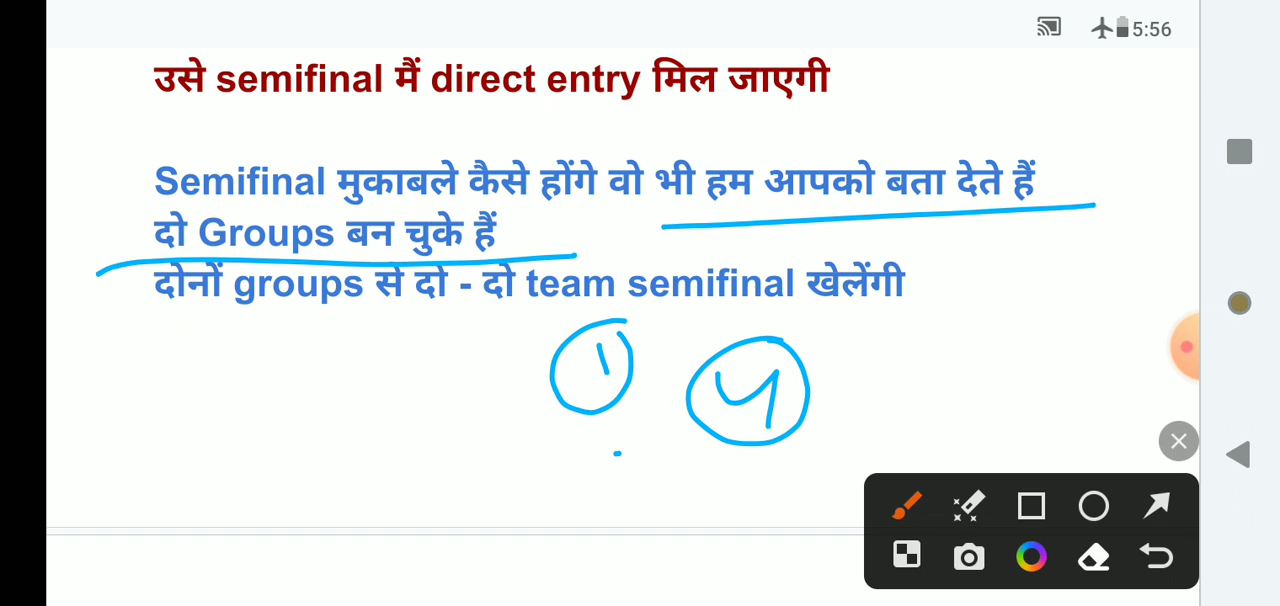 5:56
उसे semifinal मैं direct entry मिल जाएगी
Semifinal मुकाबले कैसे होंगे वो भी हम आपको बता देते हैं
दो Groups बन चुके हैं
दोनों groups से दो - दो team semifinal खेलेंगी
1 4